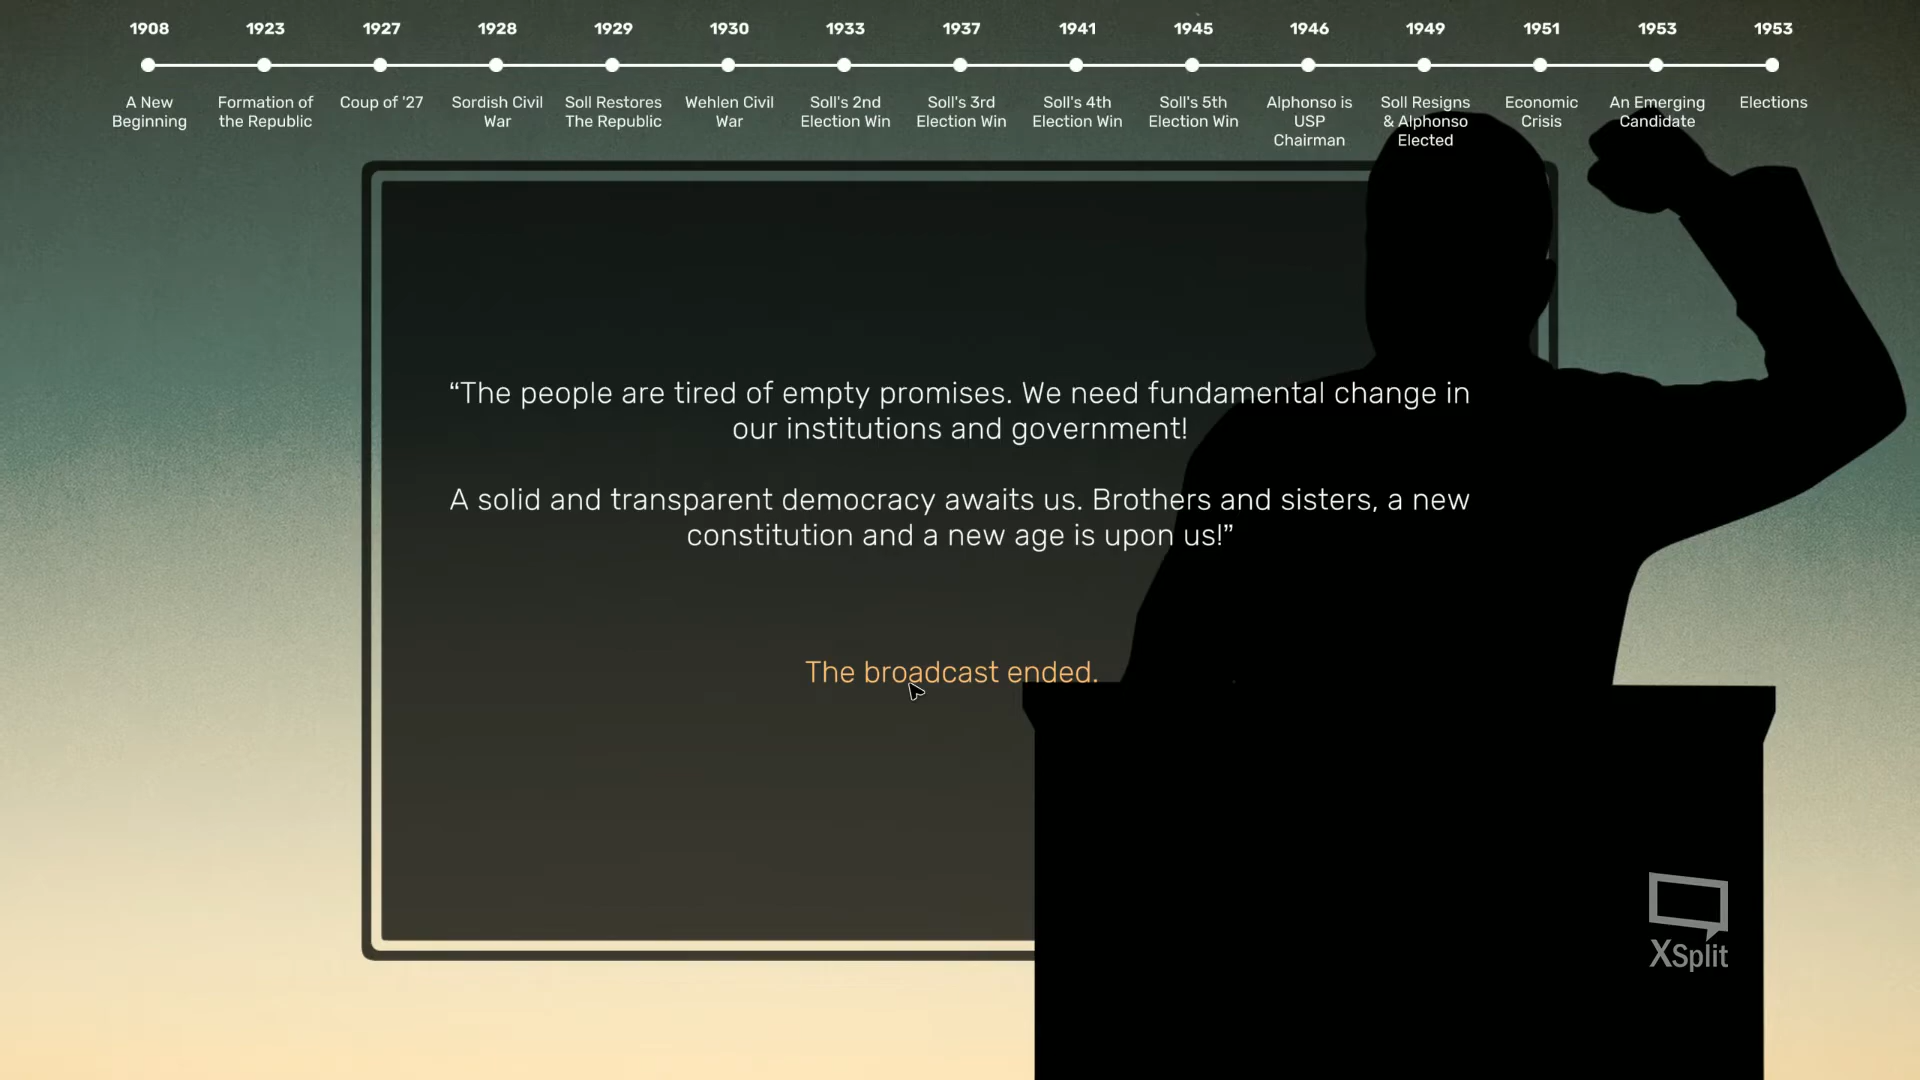 1908 1923 1927 1928 1929 1930 1933 1937 1941 1945 1946 1949 1951 1953 1953
A New Beginning
Formation of the Republic
Coup of '27
Sordish Civil War
Soll Restores The Republic
Wehlen Civil War
Soll's 2nd Election Win
Soll's 3rd Election Win
Soll's 4th Election Win
Soll's 5th Election Win
Alphonso is USP Chairman
Soll Resigns & Alphonso Elected
Economic Crisis
An Emerging Candidate
Elections
“The people are tired of empty promises. We need fundamental change in
our institutions and government!
A solid and transparent democracy awaits us. Brothers and sisters, a new
constitution and a new age is upon us!”
The broadcast ended.
XSplit